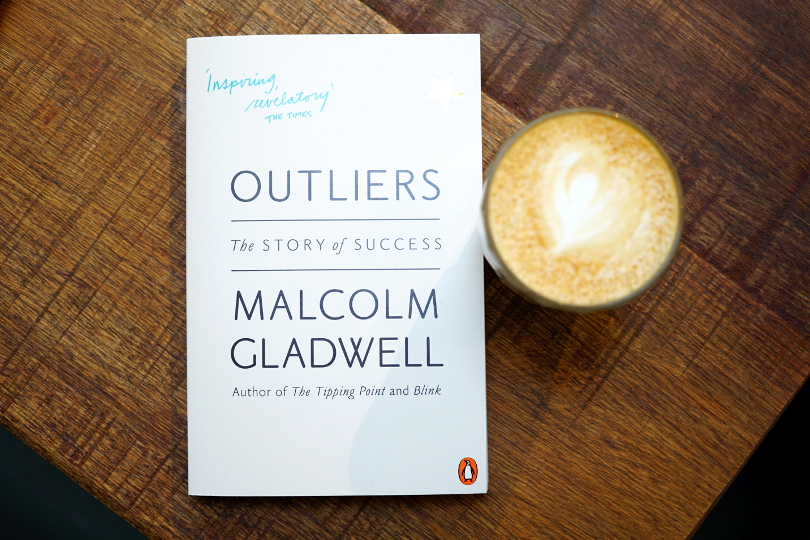 'Inspiring,
revelatory'
THE TIMES
OUTLIERS
The STORY of SUCCESS
MALCOLM
GLADWELL
Author of The Tipping Point and Blink